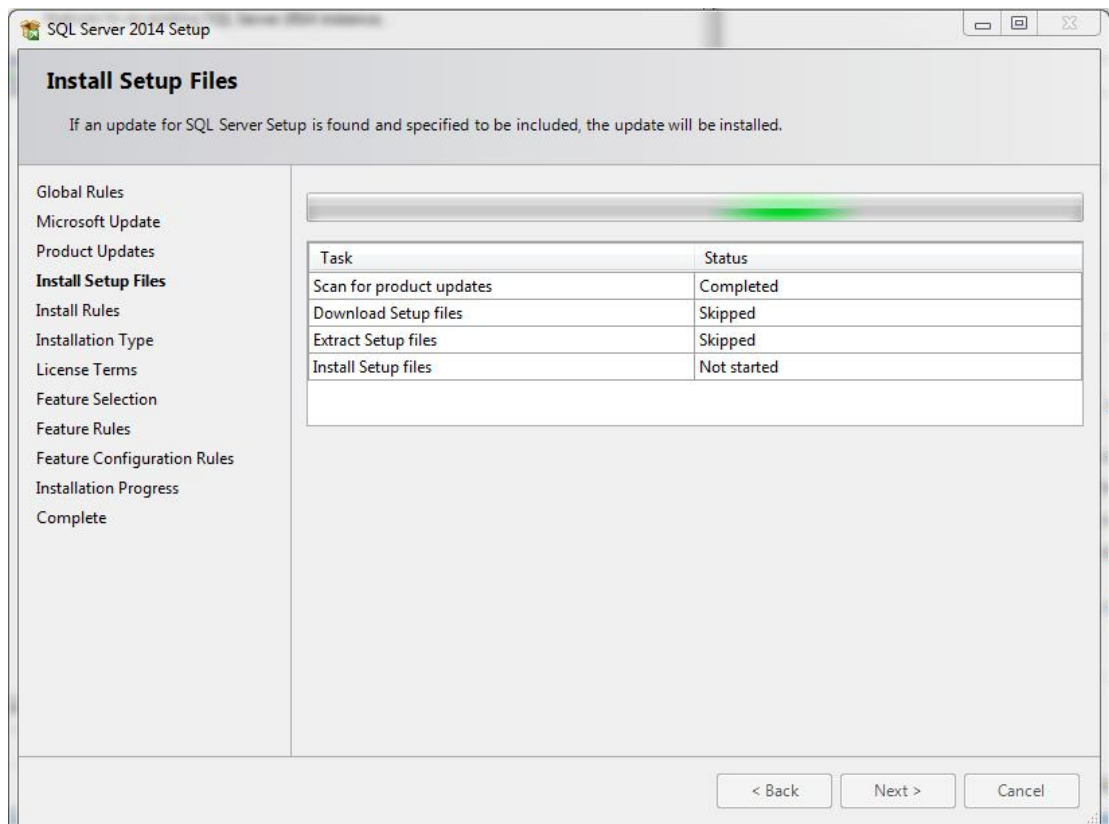 SQL Server 2014 Setup
Install Setup Files
If an update for SQL Server Setup is found and specified to be included, the update will be installed.
Global Rules
Microsoft Update
Product Updates
Install Setup Files
Install Rules
Installation Type
License Terms
Feature Selection
Feature Rules
Feature Configuration Rules
Installation Progress
Complete
Task Status
Scan for product updates Completed
Download Setup files Skipped
Extract Setup files Skipped
Install Setup files Not started
< Back Next > Cancel